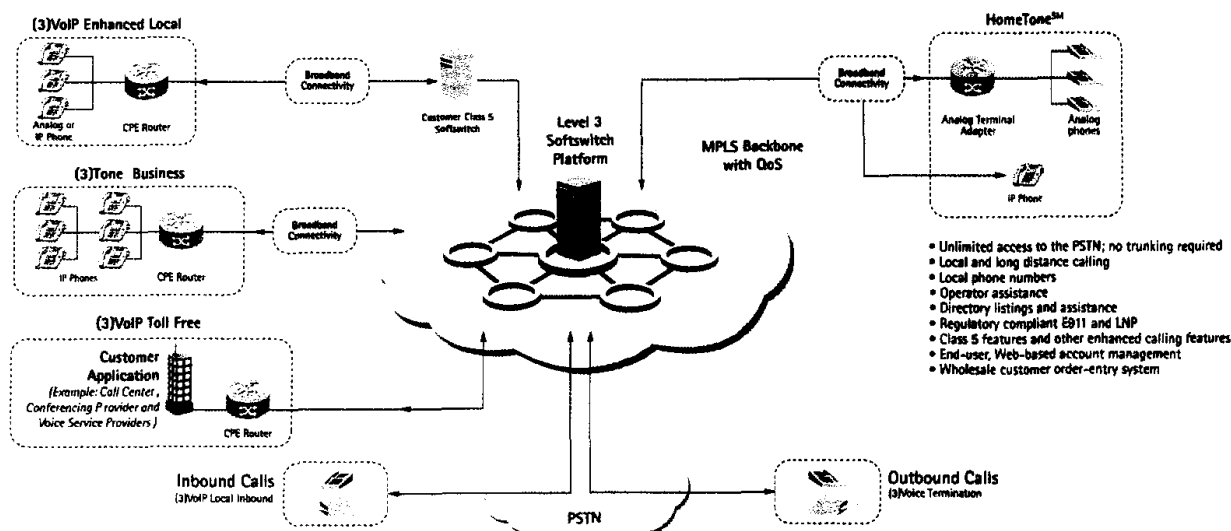 (3)VoIP Enhanced Local
Analog or
IP Phone
CPE Router
Broadband
Connectivity
Customer Class 5
Softswitch
(3)Tone Business
IP Phones
CPE Router
Broadband
Connectivity
(3)VoIP Toll Free
Customer
Application
(Example: Call Center,
Conferencing Provider and
Voice Service Providers)
CPE Router
Level 3
Softswitch
Platform
MPLS Backbone
with QoS
HomeTone℠
Broadband
Connectivity
Analog Terminal
Adapter
Analog
phones
IP Phone
• Unlimited access to the PSTN; no trunking required
• Local and long distance calling
• Local phone numbers
• Operator assistance
• Directory listings and assistance
• Regulatory compliant E911 and LNP
• Class 5 features and other enhanced calling features
• End-user, Web-based account management
• Wholesale customer order-entry system
Inbound Calls
(3)VoIP Local Inbound
PSTN
Outbound Calls
(3)Voice Termination